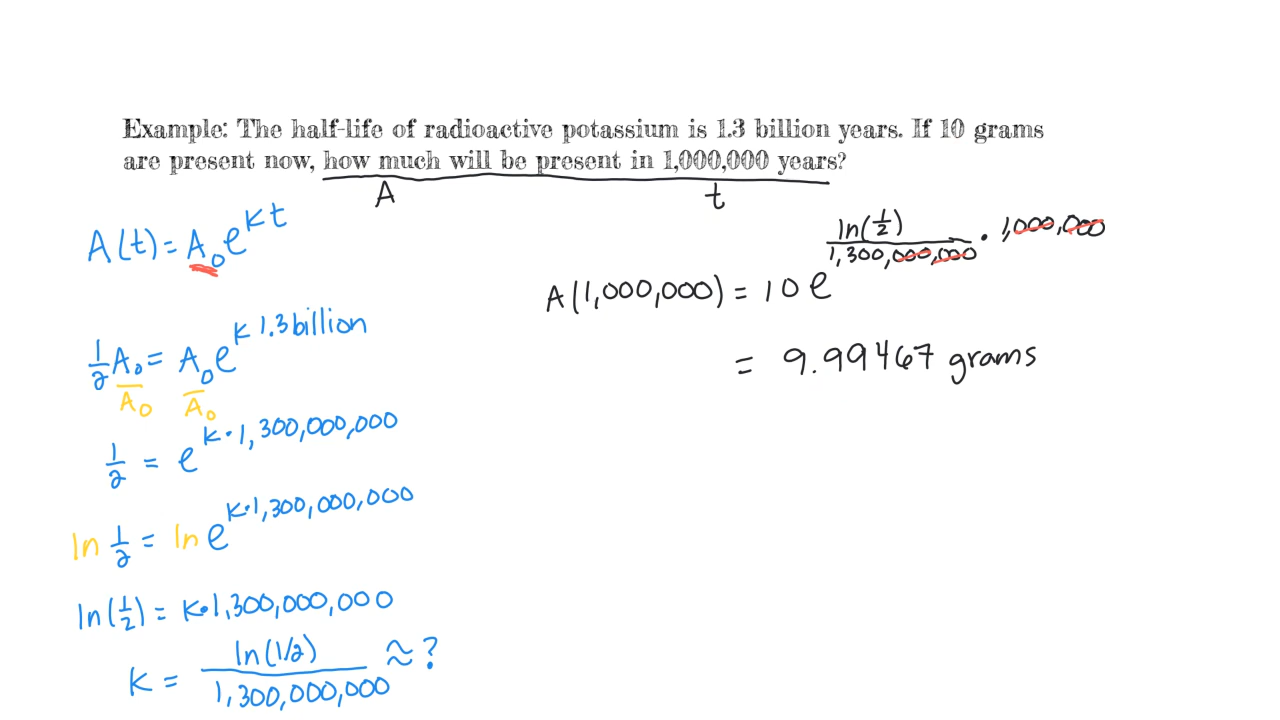 Example: The half-life of radioactive potassium is 1.3 billion years. If 10 grams
are present now, how much will be present in 1,000,000 years?
A t
A(t) = A₀e^kt
½A₀ = A₀e^k 1.3 billion
A₀ A₀
½ = e^k·1,300,000,000
ln ½ = ln e^k·1,300,000,000
ln(½) = k·1,300,000,000
k = ln(1/2) / 1,300,000,000 ≈ ?
ln(½) / 1,300,000,000 · 1,000,000
A(1,000,000) = 10e
= 9.99467 grams